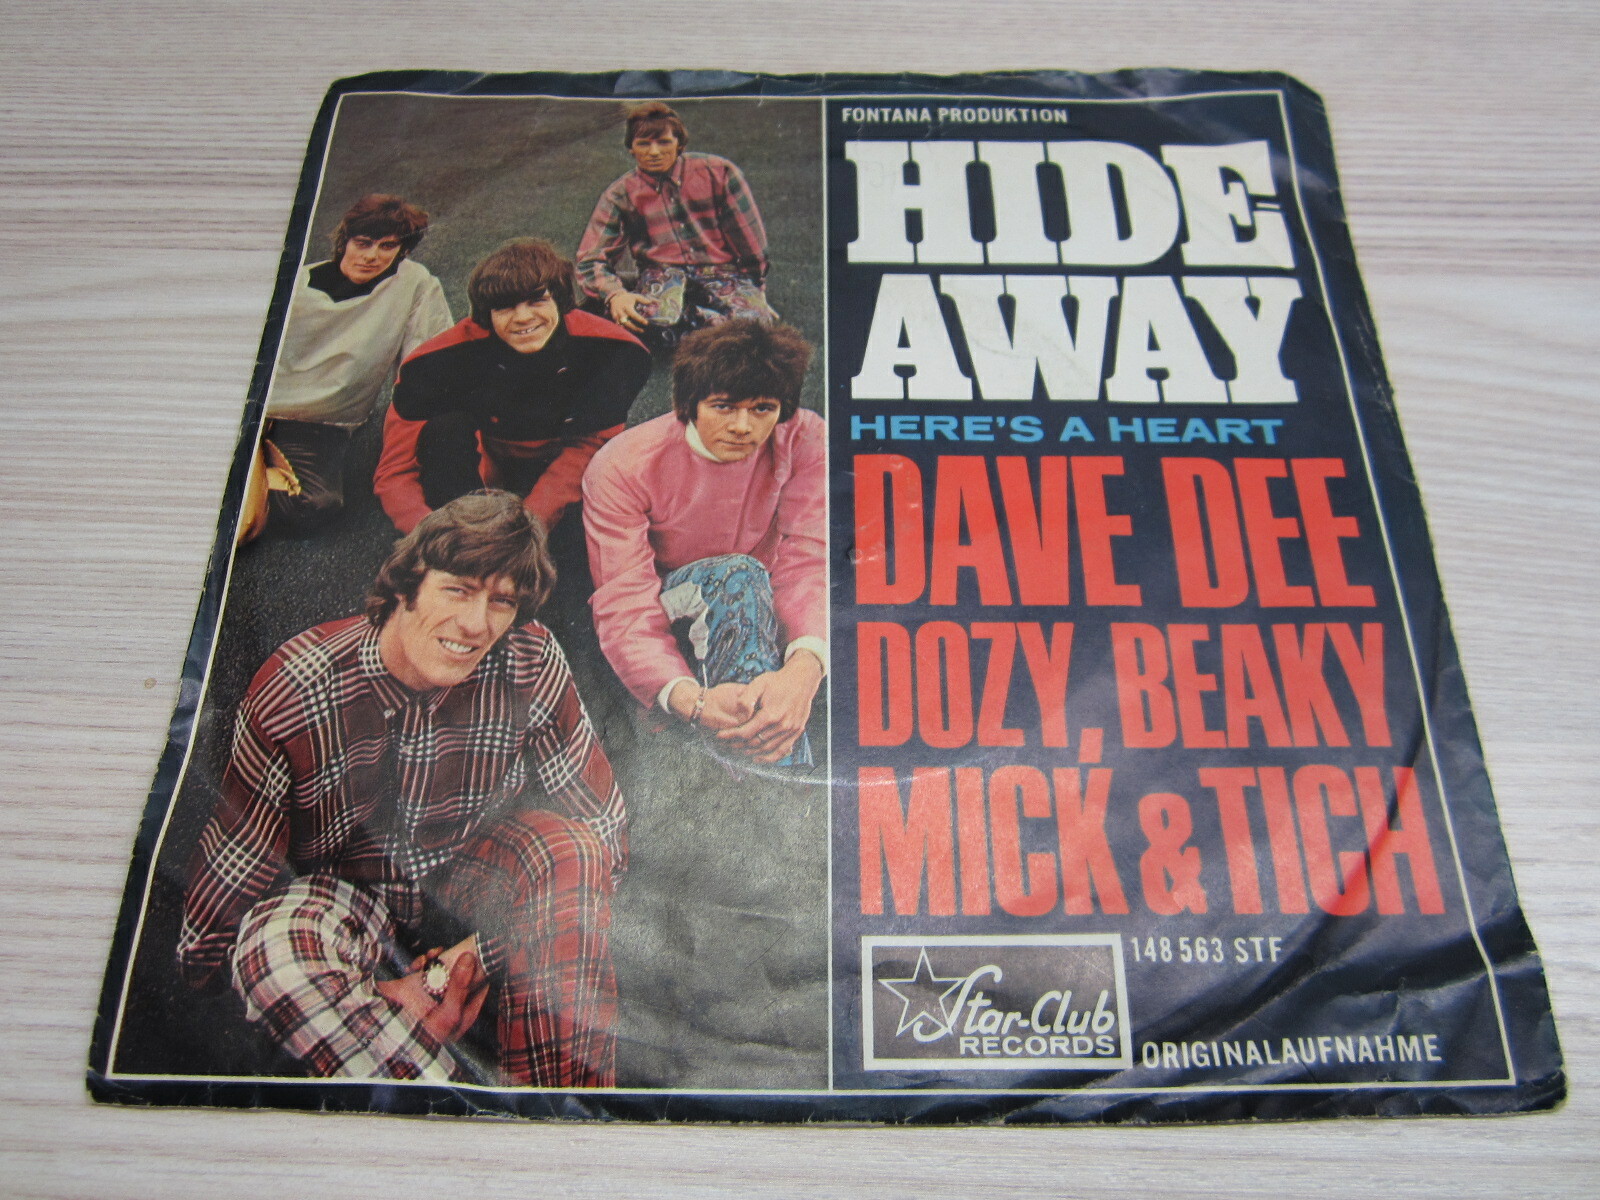 FONTANA PRODUKTION
HIDE-
AWAY
HERE'S A HEART
DAVE DEE
DOZY, BEAKY
MICK & TICH
148 563 STF
Star-Club
RECORDS
ORIGINALAUFNAHME